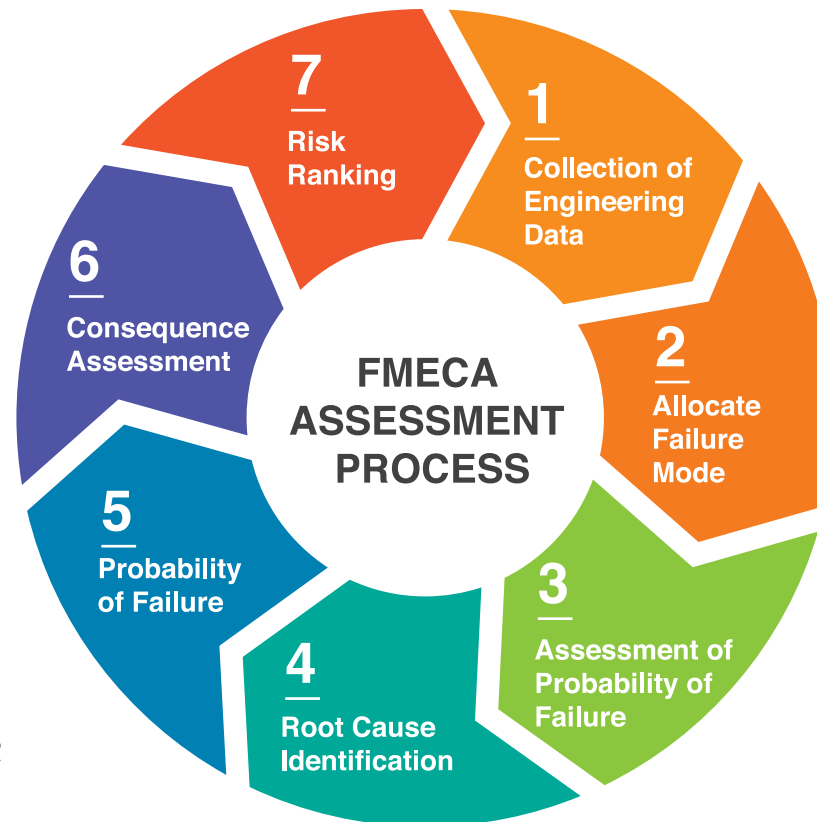 FMECA
ASSESSMENT
PROCESS
1
Collection of
Engineering
Data
2
Allocate
Failure
Mode
3
Assessment of
Probability of
Failure
4
Root Cause
Identification
5
Probability
of Failure
6
Consequence
Assessment
7
Risk
Ranking